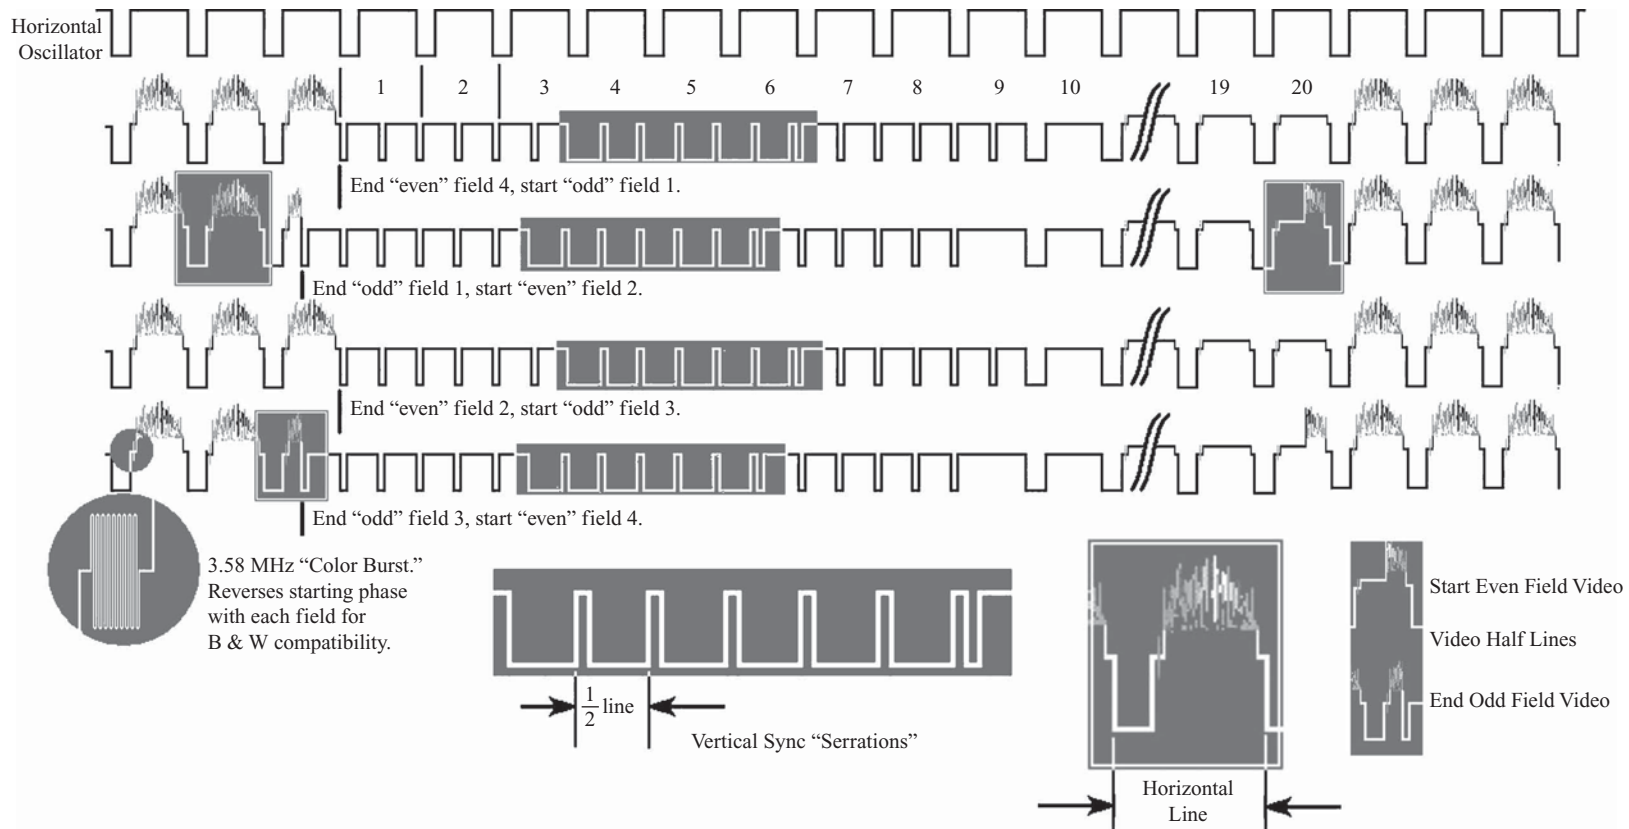 Horizontal
Oscillator
1 2 3 4 5 6 7 8 9 10 19 20
End “even” field 4, start “odd” field 1.
End “odd” field 1, start “even” field 2.
End “even” field 2, start “odd” field 3.
End “odd” field 3, start “even” field 4.
3.58 MHz “Color Burst.”
Reverses starting phase
with each field for
B & W compatibility.
1/2 line
Vertical Sync “Serrations”
Horizontal
Line
Start Even Field Video
Video Half Lines
End Odd Field Video